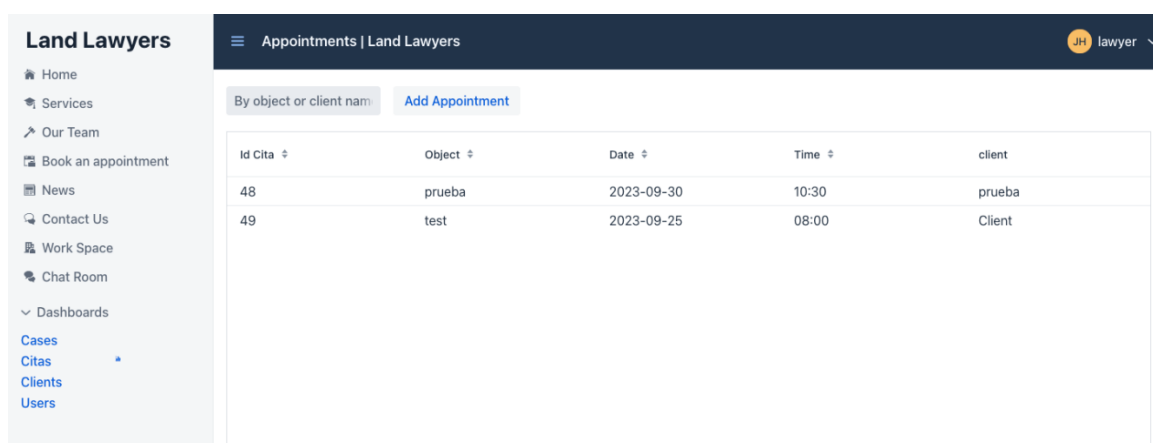 Land Lawyers
Home
Services
Our Team
Book an appointment
News
Contact Us
Work Space
Chat Room
Dashboards
Cases
Citas
Clients
Users
Appointments | Land Lawyers
JH lawyer
By object or client nam
Add Appointment
Id Cita Object Date Time client
48 prueba 2023-09-30 10:30 prueba
49 test 2023-09-25 08:00 Client